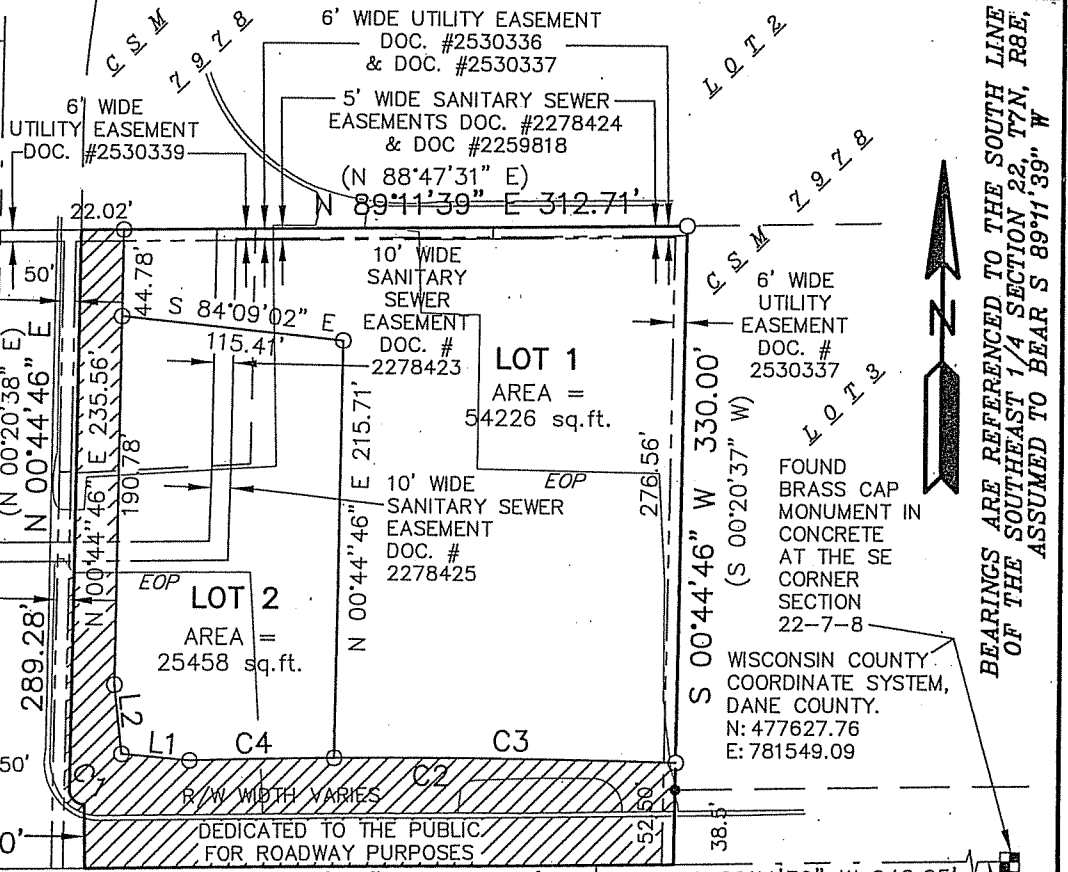 6' WIDE UTILITY EASEMENT
DOC. #2530336
& DOC. #2530337
CSM 7978
LOT 2
6' WIDE
UTILITY EASEMENT
DOC. #2530339
5' WIDE SANITARY SEWER
EASEMENTS DOC. #2278424
& DOC #2259818
(N 88°47'31" E)
N 89°11'39" E 312.71'
CSM 7978
22.02'
50'
44.78'
S 84°09'02" E
115.41'
10' WIDE
SANITARY
SEWER
EASEMENT
DOC. #
2278423
LOT 1
AREA =
54226 sq.ft.
6' WIDE
UTILITY
EASEMENT
DOC. #
2530337
LOT 3
N
(N 00°20'38" E)
N 00°44'46" E
289.28'
N 00°44'46" E 235.56'
190.78'
N 00°44'46" E 215.71'
10' WIDE
SANITARY SEWER
EASEMENT
DOC. #
2278425
EOP
276.56'
S 00°44'46" W 330.00'
(S 00°20'37" W)
FOUND
BRASS CAP
MONUMENT IN
CONCRETE
AT THE SE
CORNER
SECTION
22-7-8
WISCONSIN COUNTY
COORDINATE SYSTEM,
DANE COUNTY.
N: 477627.76
E: 781549.09
EOP
LOT 2
AREA =
25458 sq.ft.
L2
L1
C4
C3
C2
C1
50'
0'
R/W WIDTH VARIES
DEDICATED TO THE PUBLIC
FOR ROADWAY PURPOSES
52.50'
38.5'
BEARINGS ARE REFERENCED TO THE SOUTH LINE
OF THE SOUTHEAST 1/4 SECTION 22, T7N, R8E,
ASSUMED TO BEAR S 89°11'39" W